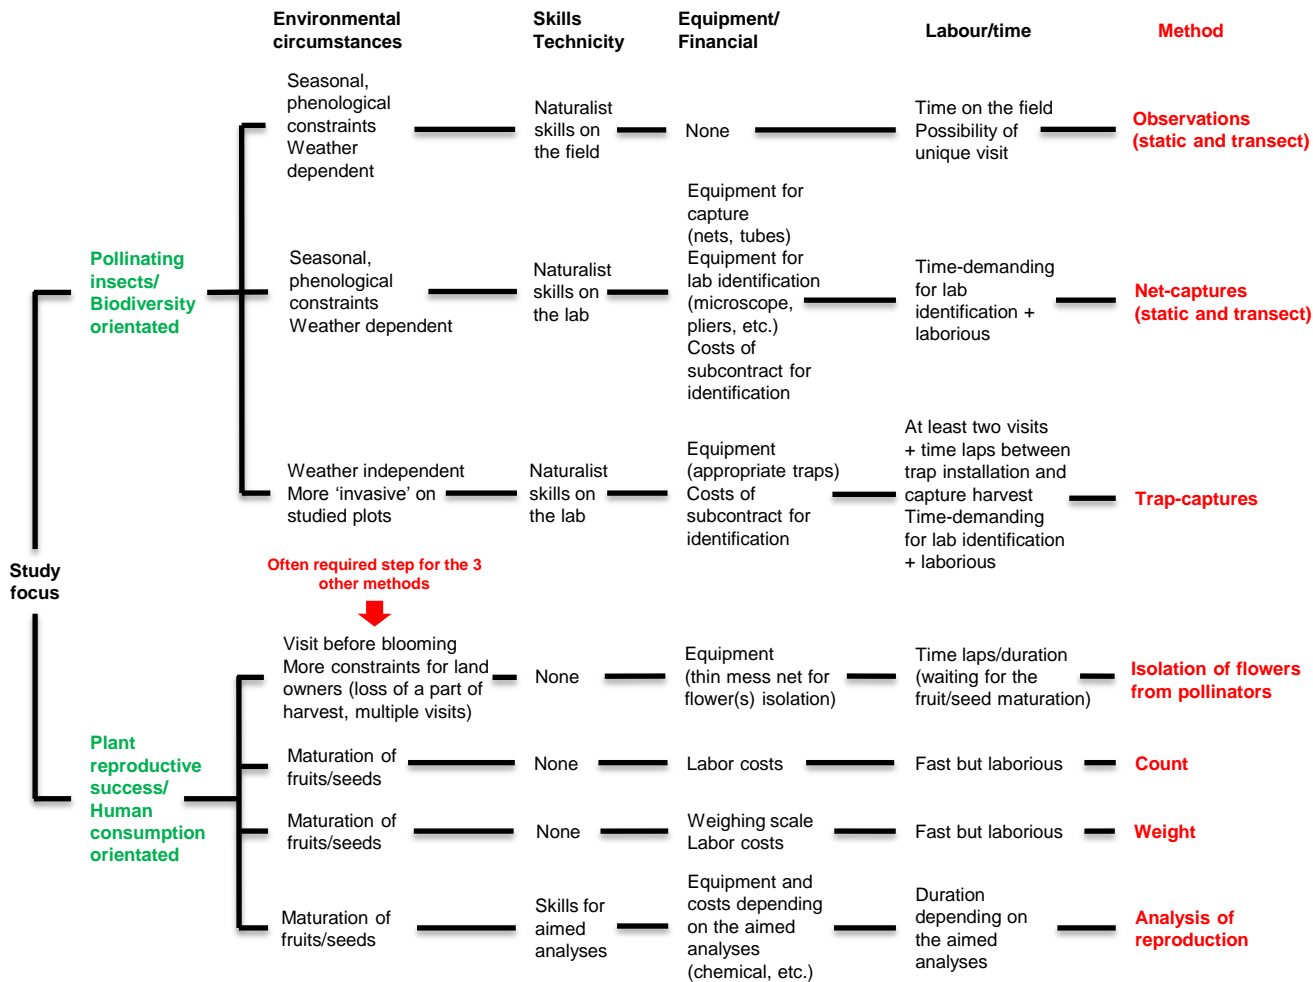 Environmental
circumstances
Skills
Technicity
Equipment/
Financial
Labour/time
Method
Seasonal,
phenological
constraints
Weather
dependent
Naturalist
skills on
the field
None
Time on the field
Possibility of
unique visit
Observations
(static and transect)
Pollinating
insects/
Biodiversity
orientated
Seasonal,
phenological
constraints
Weather dependent
Naturalist
skills on
the lab
Equipment for
capture
(nets, tubes)
Equipment for
lab identification
(microscope,
pliers, etc.)
Costs of
subcontract for
identification
Time-demanding
for lab
identification +
laborious
Net-captures
(static and transect)
Weather independent
More ‘invasive’ on
studied plots
Naturalist
skills on
the lab
Equipment
(appropriate traps)
Costs of
subcontract for
identification
At least two visits
+ time laps between
trap installation and
capture harvest
Time-demanding
for lab identification
+ laborious
Trap-captures
Study
focus
Often required step for the 3
other methods
Visit before blooming
More constraints for land
owners (loss of a part of
harvest, multiple visits)
None
Equipment
(thin mess net for
flower(s) isolation)
Time laps/duration
(waiting for the
fruit/seed maturation)
Isolation of flowers
from pollinators
Plant
reproductive
success/
Human
consumption
orientated
Maturation of
fruits/seeds
None
Labor costs
Fast but laborious
Count
Maturation of
fruits/seeds
None
Weighing scale
Labor costs
Fast but laborious
Weight
Maturation of
fruits/seeds
Skills for
aimed
analyses
Equipment and
costs depending
on the aimed
analyses
(chemical, etc.)
Duration
depending on
the aimed
analyses
Analysis of
reproduction